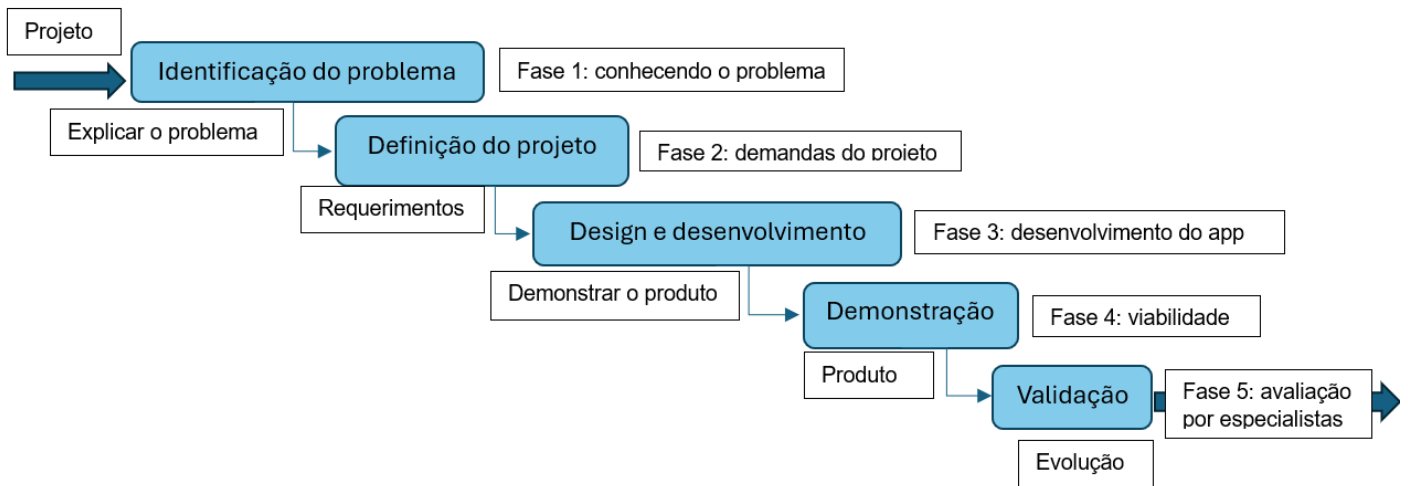 Projeto
Identificação do problema
Fase 1: conhecendo o problema
Explicar o problema
Definição do projeto
Fase 2: demandas do projeto
Requerimentos
Design e desenvolvimento
Fase 3: desenvolvimento do app
Demonstrar o produto
Demonstração
Fase 4: viabilidade
Produto
Validação
Fase 5: avaliação
por especialistas
Evolução